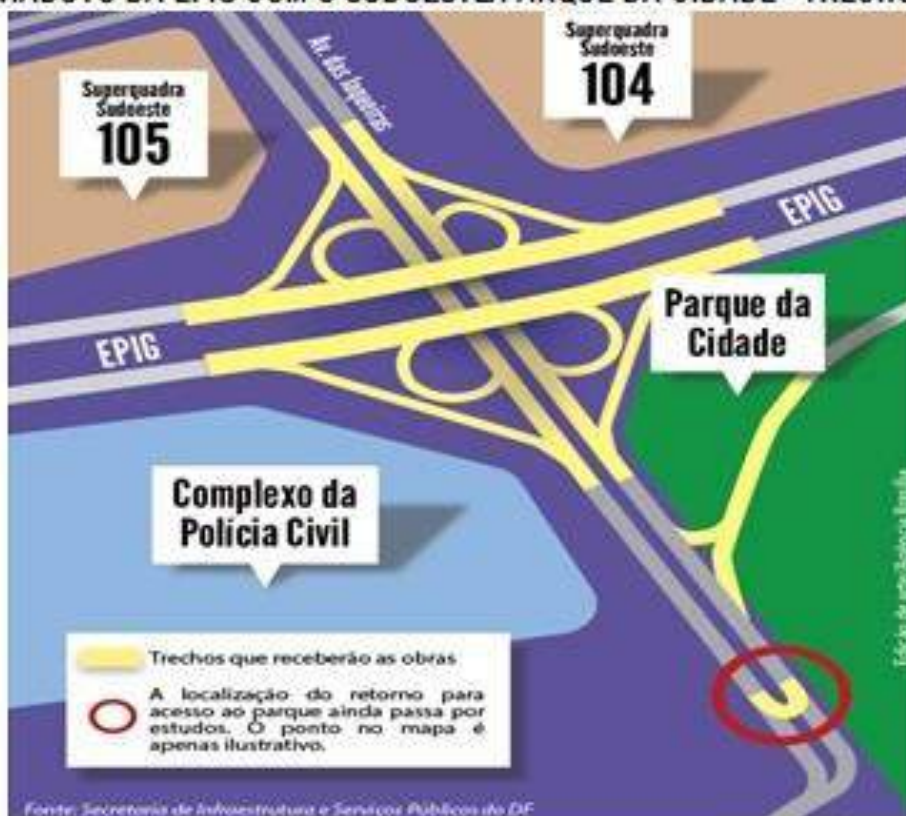 Superquadra
Sudoeste
105
Av. das Jaqueiras
Superquadra
Sudoeste
104
EPIG
EPIG
Parque da
Cidade
Complexo da
Polícia Civil
Trechos que receberão as obras
A localização do retorno para
acesso ao parque ainda passa por
estudos. O ponto no mapa é
apenas ilustrativo.
Fonte: Secretaria de Infraestrutura e Serviços Públicos do DF